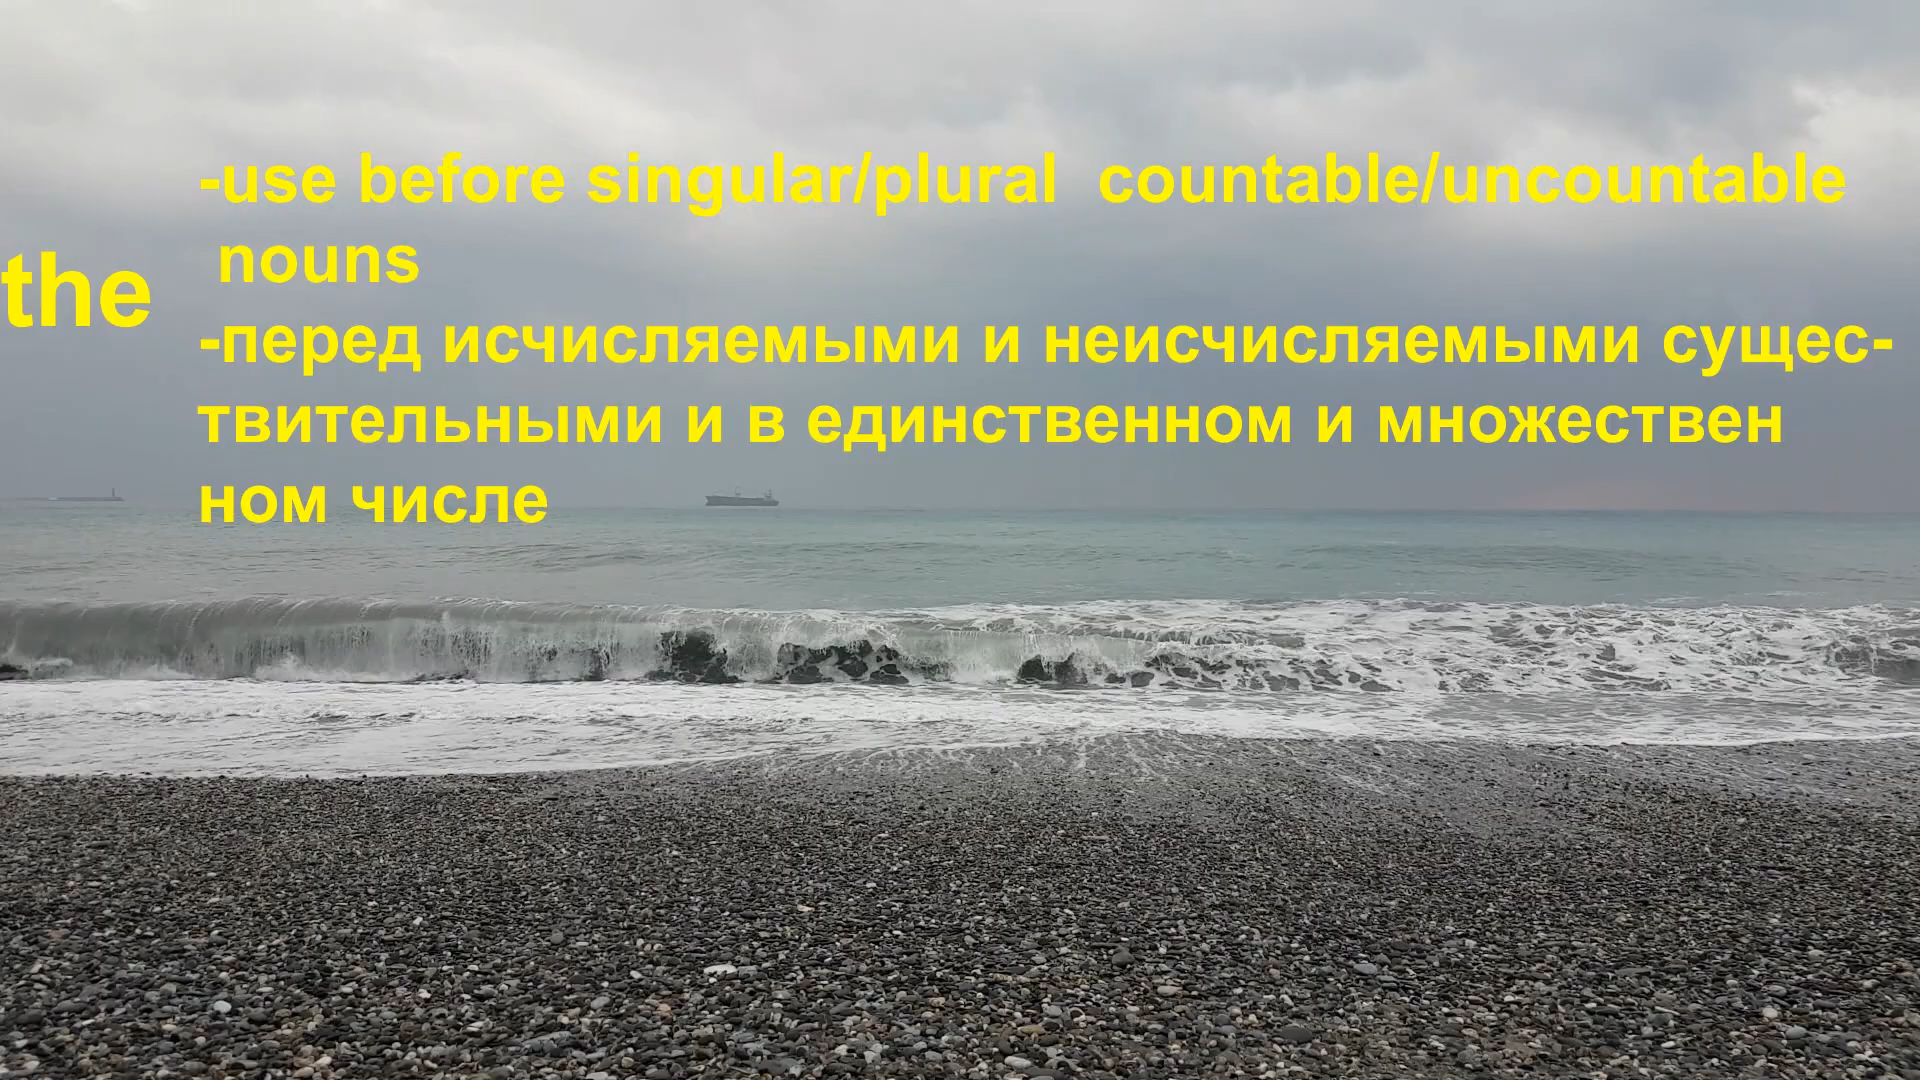 -use before singular/plural  countable/uncountable
nouns
the
-перед исчисляемыми и неисчисляемыми сущес-
твительными и в единственном и множествен
ном числе